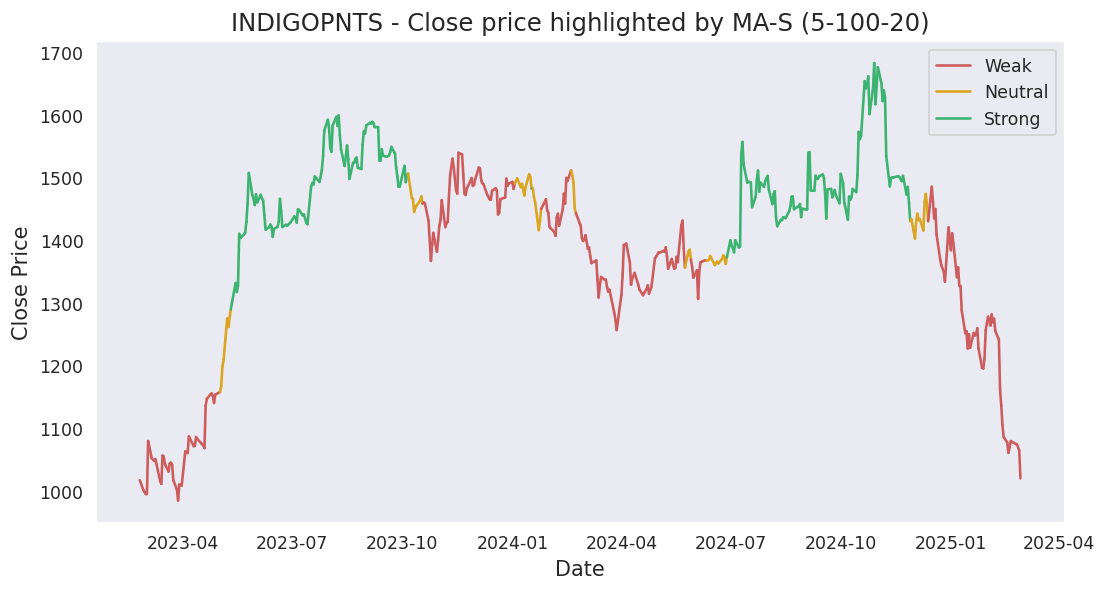 INDIGOPNTS - Close price highlighted by MA-S (5-100-20)
1700
1600
1500
1400
1300
1200
1100
1000
Close Price
Weak
Neutral
Strong
2023-04 2023-07 2023-10 2024-01 2024-04 2024-07 2024-10 2025-01 2025-04
Date